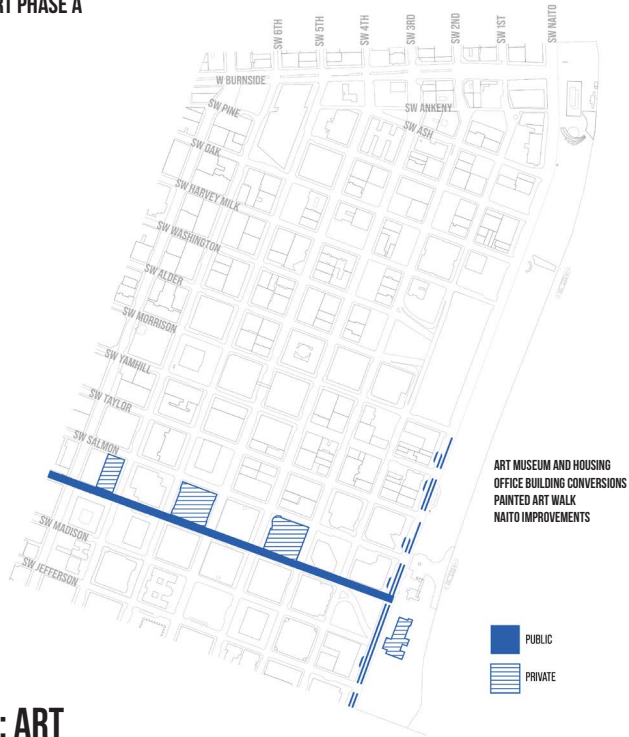 RT PHASE A
SW 6TH
SW 5TH
SW 4TH
SW 3RD
SW 2ND
SW 1ST
SW NAITO
W BURNSIDE
SW PINE
SW ANKENY
SW ASH
SW OAK
SW HARVEY MILK
SW WASHINGTON
SW ALDER
SW MORRISON
SW YAMHILL
SW TAYLOR
SW SALMON
SW MADISON
SW JEFFERSON
ART MUSEUM AND HOUSING
OFFICE BUILDING CONVERSIONS
PAINTED ART WALK
NAITO IMPROVEMENTS
PUBLIC
PRIVATE
: ART